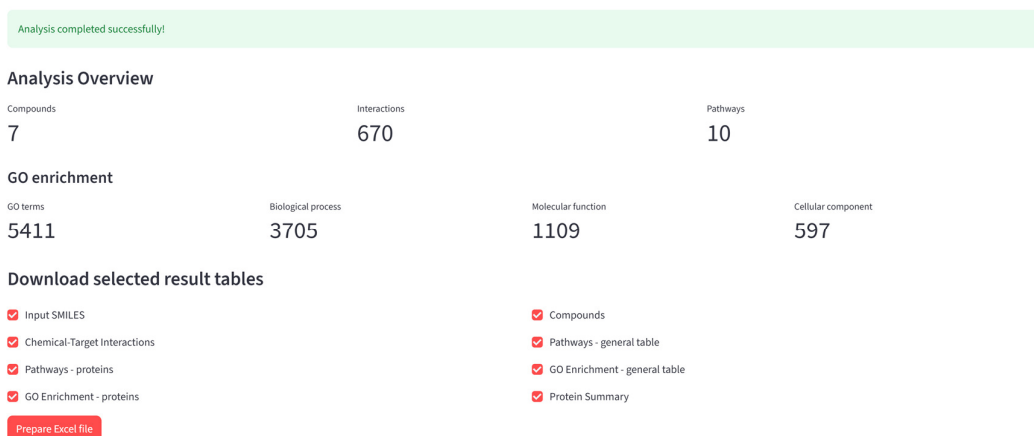 Analysis completed successfully!
Analysis Overview
Compounds Interactions Pathways
7 670 10
GO enrichment
GO terms Biological process Molecular function Cellular component
5411 3705 1109 597
Download selected result tables
Input SMILES Compounds
Chemical-Target Interactions Pathways - general table
Pathways - proteins GO Enrichment - general table
GO Enrichment - proteins Protein Summary
Prepare Excel file